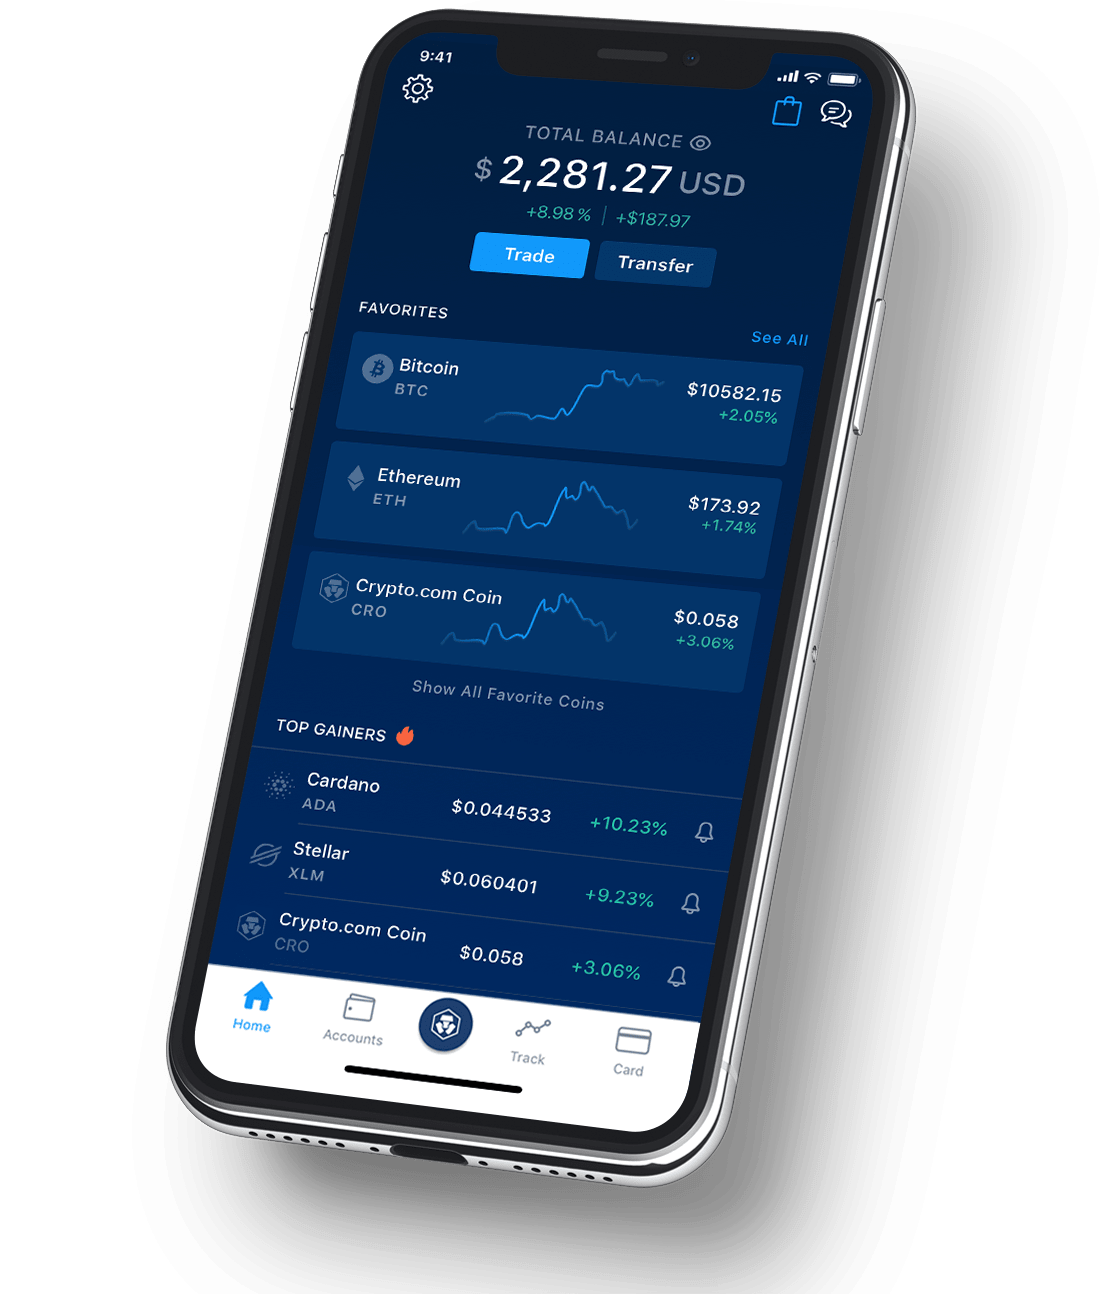 9:41
TOTAL BALANCE
$ 2,281.27 USD
+8.98% | +$187.97
Trade Transfer
FAVORITES See All
Bitcoin
BTC
$10582.15
+2.05%
Ethereum
ETH
$173.92
+1.74%
Crypto.com Coin
CRO
$0.058
+3.06%
Show All Favorite Coins
TOP GAINERS
Cardano
ADA
$0.044533 +10.23%
Stellar
XLM
$0.060401 +9.23%
Crypto.com Coin
CRO
$0.058 +3.06%
Home Accounts Track Card